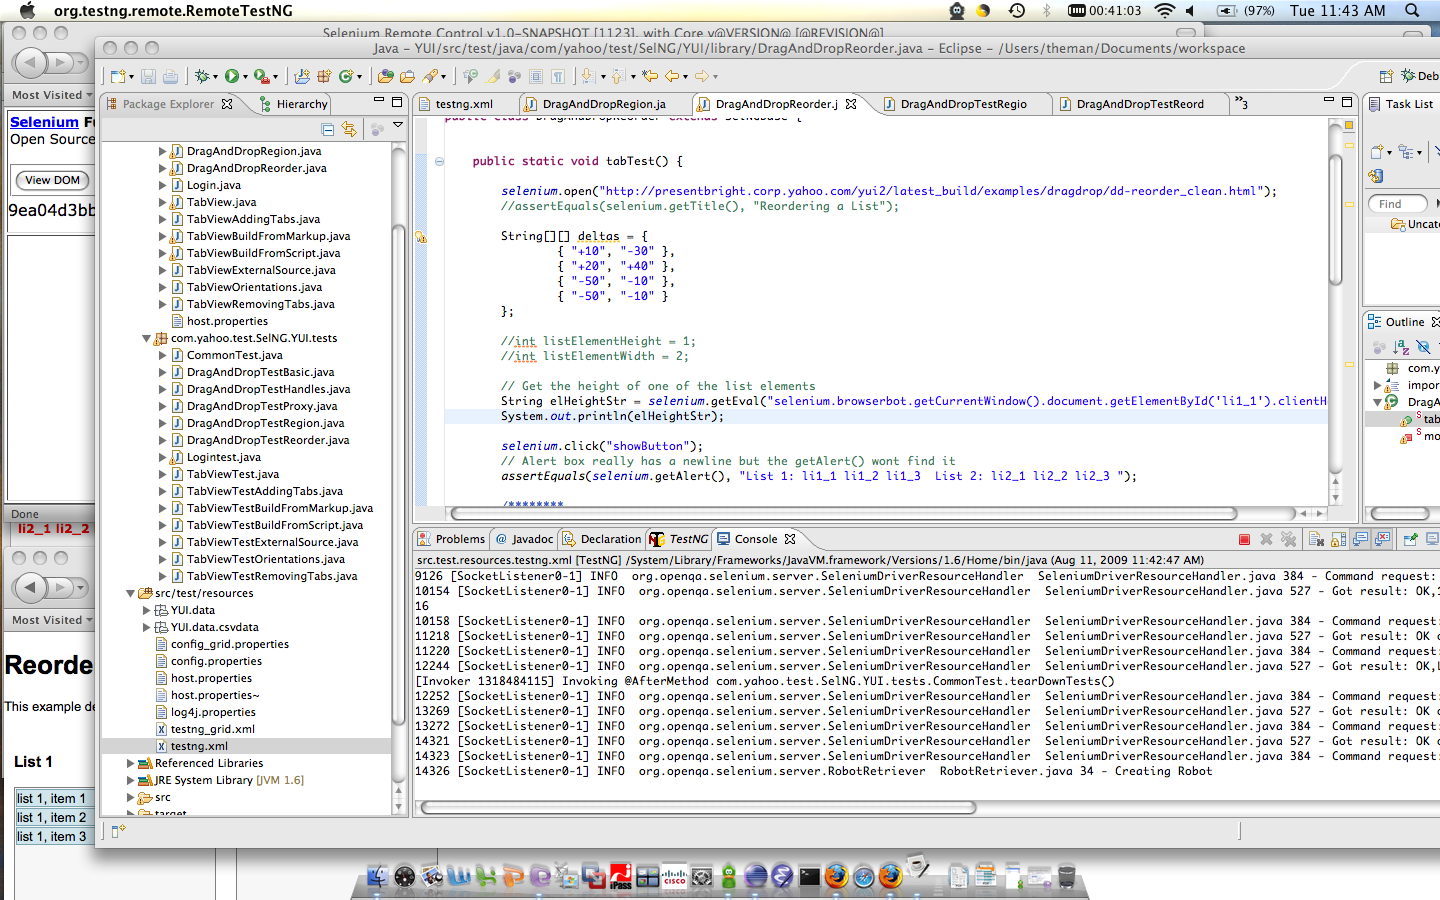 org.testng.remote.RemoteTestNG
00:41:03
(97%)
Tue 11:43 AM
Selenium Remote Control v1.0-SNAPSHOT [1123], with Core v@VERSION@ [@REVISION@]
Java – YUI/src/test/java/com/yahoo/test/SelNG/YUI/library/DragAndDropReorder.java – Eclipse – /Users/theman/Documents/workspace
Most Visited
Selenium Fu
Open Source
View DOM
9ea04d3bb
Done
li2_1 li2_2
Most Visited
Reorde
This example de
List 1
list 1, item 1
list 1, item 2
list 1, item 3
Deb
Package Explorer
Hierarchy
DragAndDropRegion.java
DragAndDropReorder.java
Login.java
TabView.java
TabViewAddingTabs.java
TabViewBuildFromMarkup.java
TabViewBuildFromScript.java
TabViewExternalSource.java
TabViewOrientations.java
TabViewRemovingTabs.java
host.properties
com.yahoo.test.SelNG.YUI.tests
CommonTest.java
DragAndDropTestBasic.java
DragAndDropTestHandles.java
DragAndDropTestProxy.java
DragAndDropTestRegion.java
DragAndDropTestReorder.java
Logintest.java
TabViewTest.java
TabViewTestAddingTabs.java
TabViewTestBuildFromMarkup.java
TabViewTestBuildFromScript.java
TabViewTestExternalSource.java
TabViewTestOrientations.java
TabViewTestRemovingTabs.java
src/test/resources
YUI.data
YUI.data.csvdata
config_grid.properties
config.properties
host.properties
host.properties~
log4j.properties
testng_grid.xml
testng.xml
Referenced Libraries
JRE System Library [JVM 1.6]
src
target
testng.xml
DragAndDropRegion.ja
DragAndDropReorder.j
DragAndDropTestRegio
DragAndDropTestReord
»3
public class DragAndDropReorder extends SelNGBase {
public static void tabTest() {
selenium.open("http://presentbright.corp.yahoo.com/yui2/latest_build/examples/dragdrop/dd-reorder_clean.html");
//assertEquals(selenium.getTitle(), "Reordering a List");
String[][] deltas = {
{ "+10", "-30" },
{ "+20", "+40" },
{ "-50", "-10" },
{ "-50", "-10" }
};
//int listElementHeight = 1;
//int listElementWidth = 2;
// Get the height of one of the list elements
String elHeightStr = selenium.getEval("selenium.browserbot.getCurrentWindow().document.getElementById('li1_1').clientH
System.out.println(elHeightStr);
selenium.click("showButton");
// Alert box really has a newline but the getAlert() wont find it
assertEquals(selenium.getAlert(), "List 1: li1_1 li1_2 li1_3  List 2: li2_1 li2_2 li2_3 ");
/********
Task List
Find
Uncate
Outline
com.y
impor
DragA
tab
mo
Problems
Javadoc
Declaration
TestNG
Console
src.test.resources.testng.xml [TestNG] /System/Library/Frameworks/JavaVM.framework/Versions/1.6/Home/bin/java (Aug 11, 2009 11:42:47 AM)
9126 [SocketListener0-1] INFO  org.openqa.selenium.server.SeleniumDriverResourceHandler  SeleniumDriverResourceHandler.java 384 - Command request:
10154 [SocketListener0-1] INFO  org.openqa.selenium.server.SeleniumDriverResourceHandler  SeleniumDriverResourceHandler.java 527 - Got result: OK,1
16
10158 [SocketListener0-1] INFO  org.openqa.selenium.server.SeleniumDriverResourceHandler  SeleniumDriverResourceHandler.java 384 - Command request:
11218 [SocketListener0-1] INFO  org.openqa.selenium.server.SeleniumDriverResourceHandler  SeleniumDriverResourceHandler.java 527 - Got result: OK o
11220 [SocketListener0-1] INFO  org.openqa.selenium.server.SeleniumDriverResourceHandler  SeleniumDriverResourceHandler.java 384 - Command request:
12244 [SocketListener0-1] INFO  org.openqa.selenium.server.SeleniumDriverResourceHandler  SeleniumDriverResourceHandler.java 527 - Got result: OK,L
[Invoker 1318484115] Invoking @AfterMethod com.yahoo.test.SelNG.YUI.tests.CommonTest.tearDownTests()
12252 [SocketListener0-1] INFO  org.openqa.selenium.server.SeleniumDriverResourceHandler  SeleniumDriverResourceHandler.java 384 - Command request:
13269 [SocketListener0-1] INFO  org.openqa.selenium.server.SeleniumDriverResourceHandler  SeleniumDriverResourceHandler.java 527 - Got result: OK o
13272 [SocketListener0-1] INFO  org.openqa.selenium.server.SeleniumDriverResourceHandler  SeleniumDriverResourceHandler.java 384 - Command request:
14321 [SocketListener0-1] INFO  org.openqa.selenium.server.SeleniumDriverResourceHandler  SeleniumDriverResourceHandler.java 527 - Got result: OK o
14323 [SocketListener0-1] INFO  org.openqa.selenium.server.SeleniumDriverResourceHandler  SeleniumDriverResourceHandler.java 384 - Command request:
14326 [SocketListener0-1] INFO  org.openqa.selenium.server.RobotRetriever  RobotRetriever.java 34 - Creating Robot
iPass
CISCO